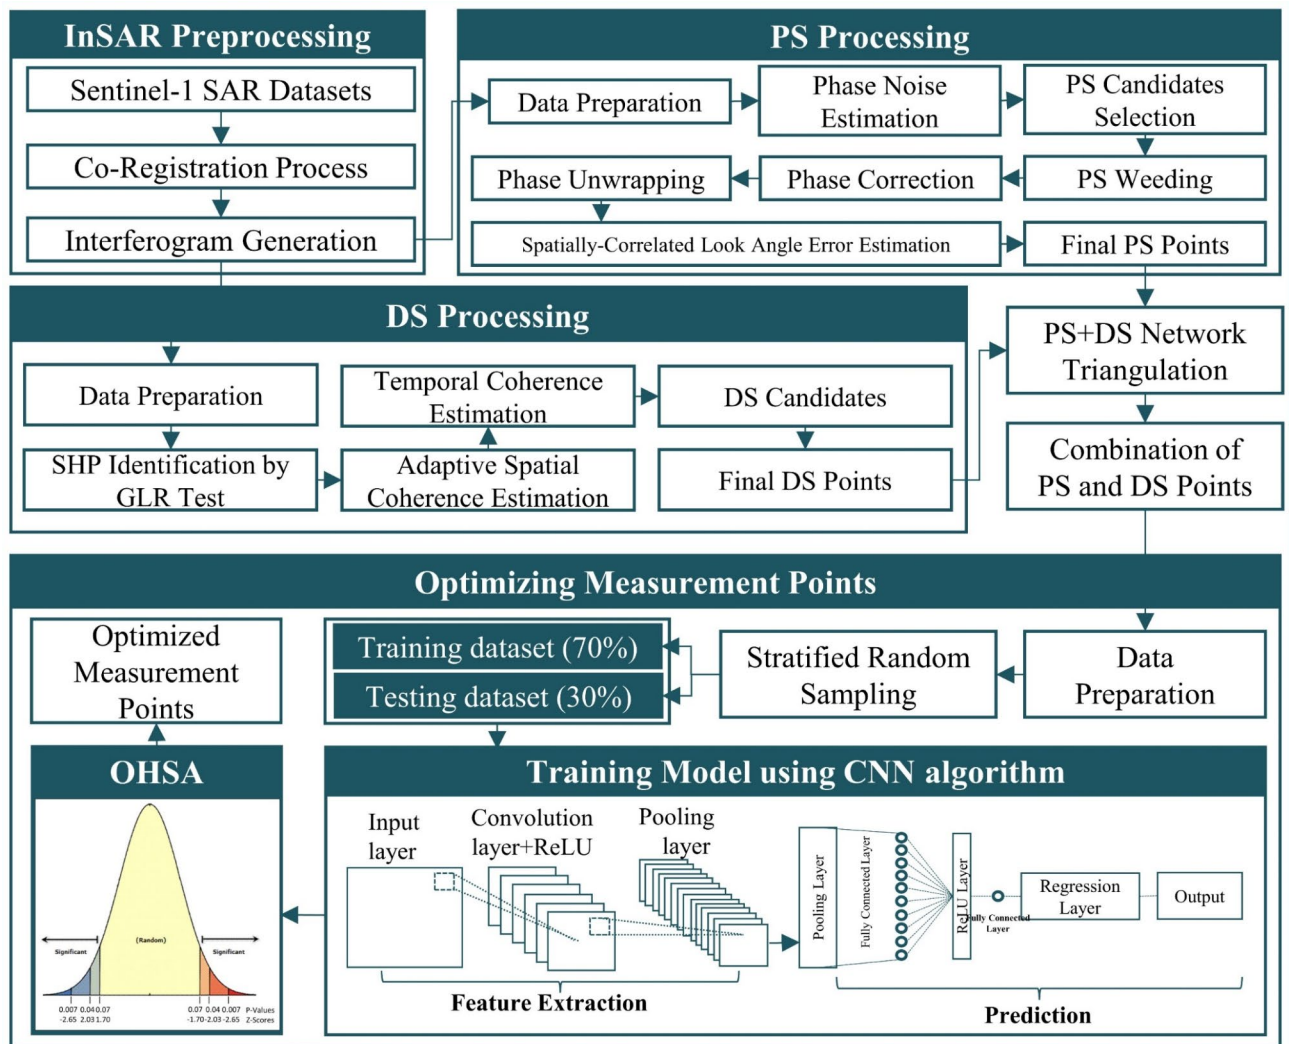 InSAR Preprocessing
Sentinel-1 SAR Datasets
Co-Registration Process
Interferogram Generation
PS Processing
Data Preparation
Phase Noise
Estimation
PS Candidates
Selection
PS Weeding
Phase Correction
Phase Unwrapping
Spatially-Correlated Look Angle Error Estimation
Final PS Points
DS Processing
Data Preparation
SHP Identification by
GLR Test
Adaptive Spatial
Coherence Estimation
Temporal Coherence
Estimation
DS Candidates
Final DS Points
PS+DS Network
Triangulation
Combination of
PS and DS Points
Optimizing Measurement Points
Data
Preparation
Stratified Random
Sampling
Training dataset (70%)
Testing dataset (30%)
Training Model using CNN algorithm
Input
layer
Convolution
layer+ReLU
Pooling
layer
Feature Extraction
Pooling Layer
Fully Connected Layer
ReLU Layer
Fully Connected
Layer
Regression
Layer
Output
Prediction
OHSA
Significant
(Random)
Significant
0.007 0.04 0.07 0.07 0.04 0.007 P-Values
-2.65 2.03 1.70 -1.70 -2.03 -2.65 Z-Scores
Optimized
Measurement
Points